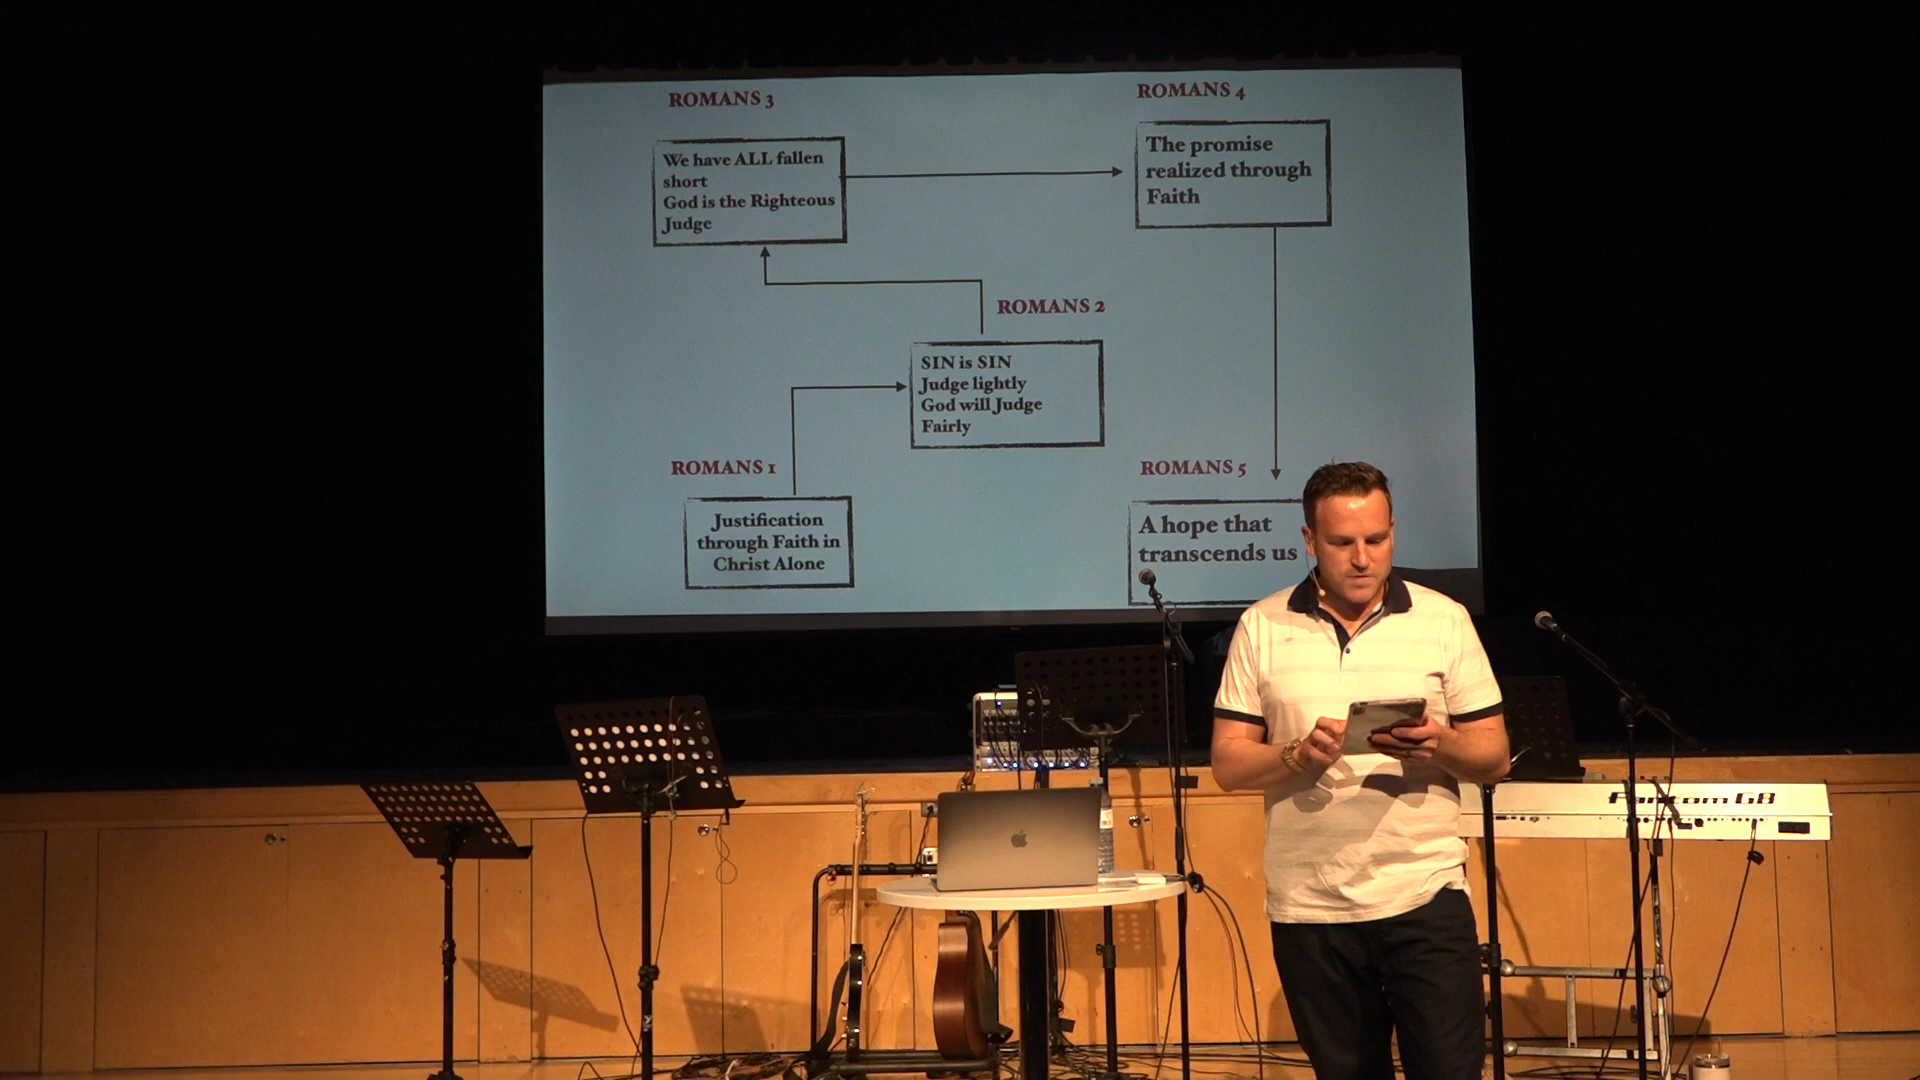 ROMANS 3
We have ALL fallen
short
God is the Righteous
Judge
ROMANS 4
The promise
realized through
Faith
ROMANS 2
SIN is SIN
Judge lightly
God will Judge
Fairly
ROMANS 1
Justification
through Faith in
Christ Alone
ROMANS 5
A hope that
transcends us
Fantom G8